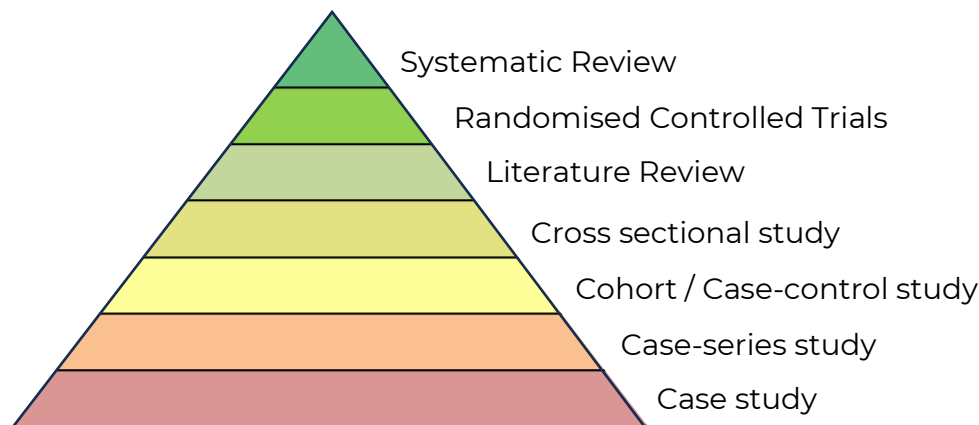 Systematic Review
Randomised Controlled Trials
Literature Review
Cross sectional study
Cohort / Case-control study
Case-series study
Case study